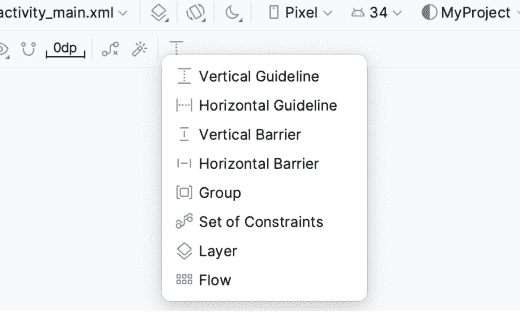 activity_main.xml
Pixel
34
MyProject
0dp
Vertical Guideline
Horizontal Guideline
Vertical Barrier
Horizontal Barrier
Group
Set of Constraints
Layer
Flow